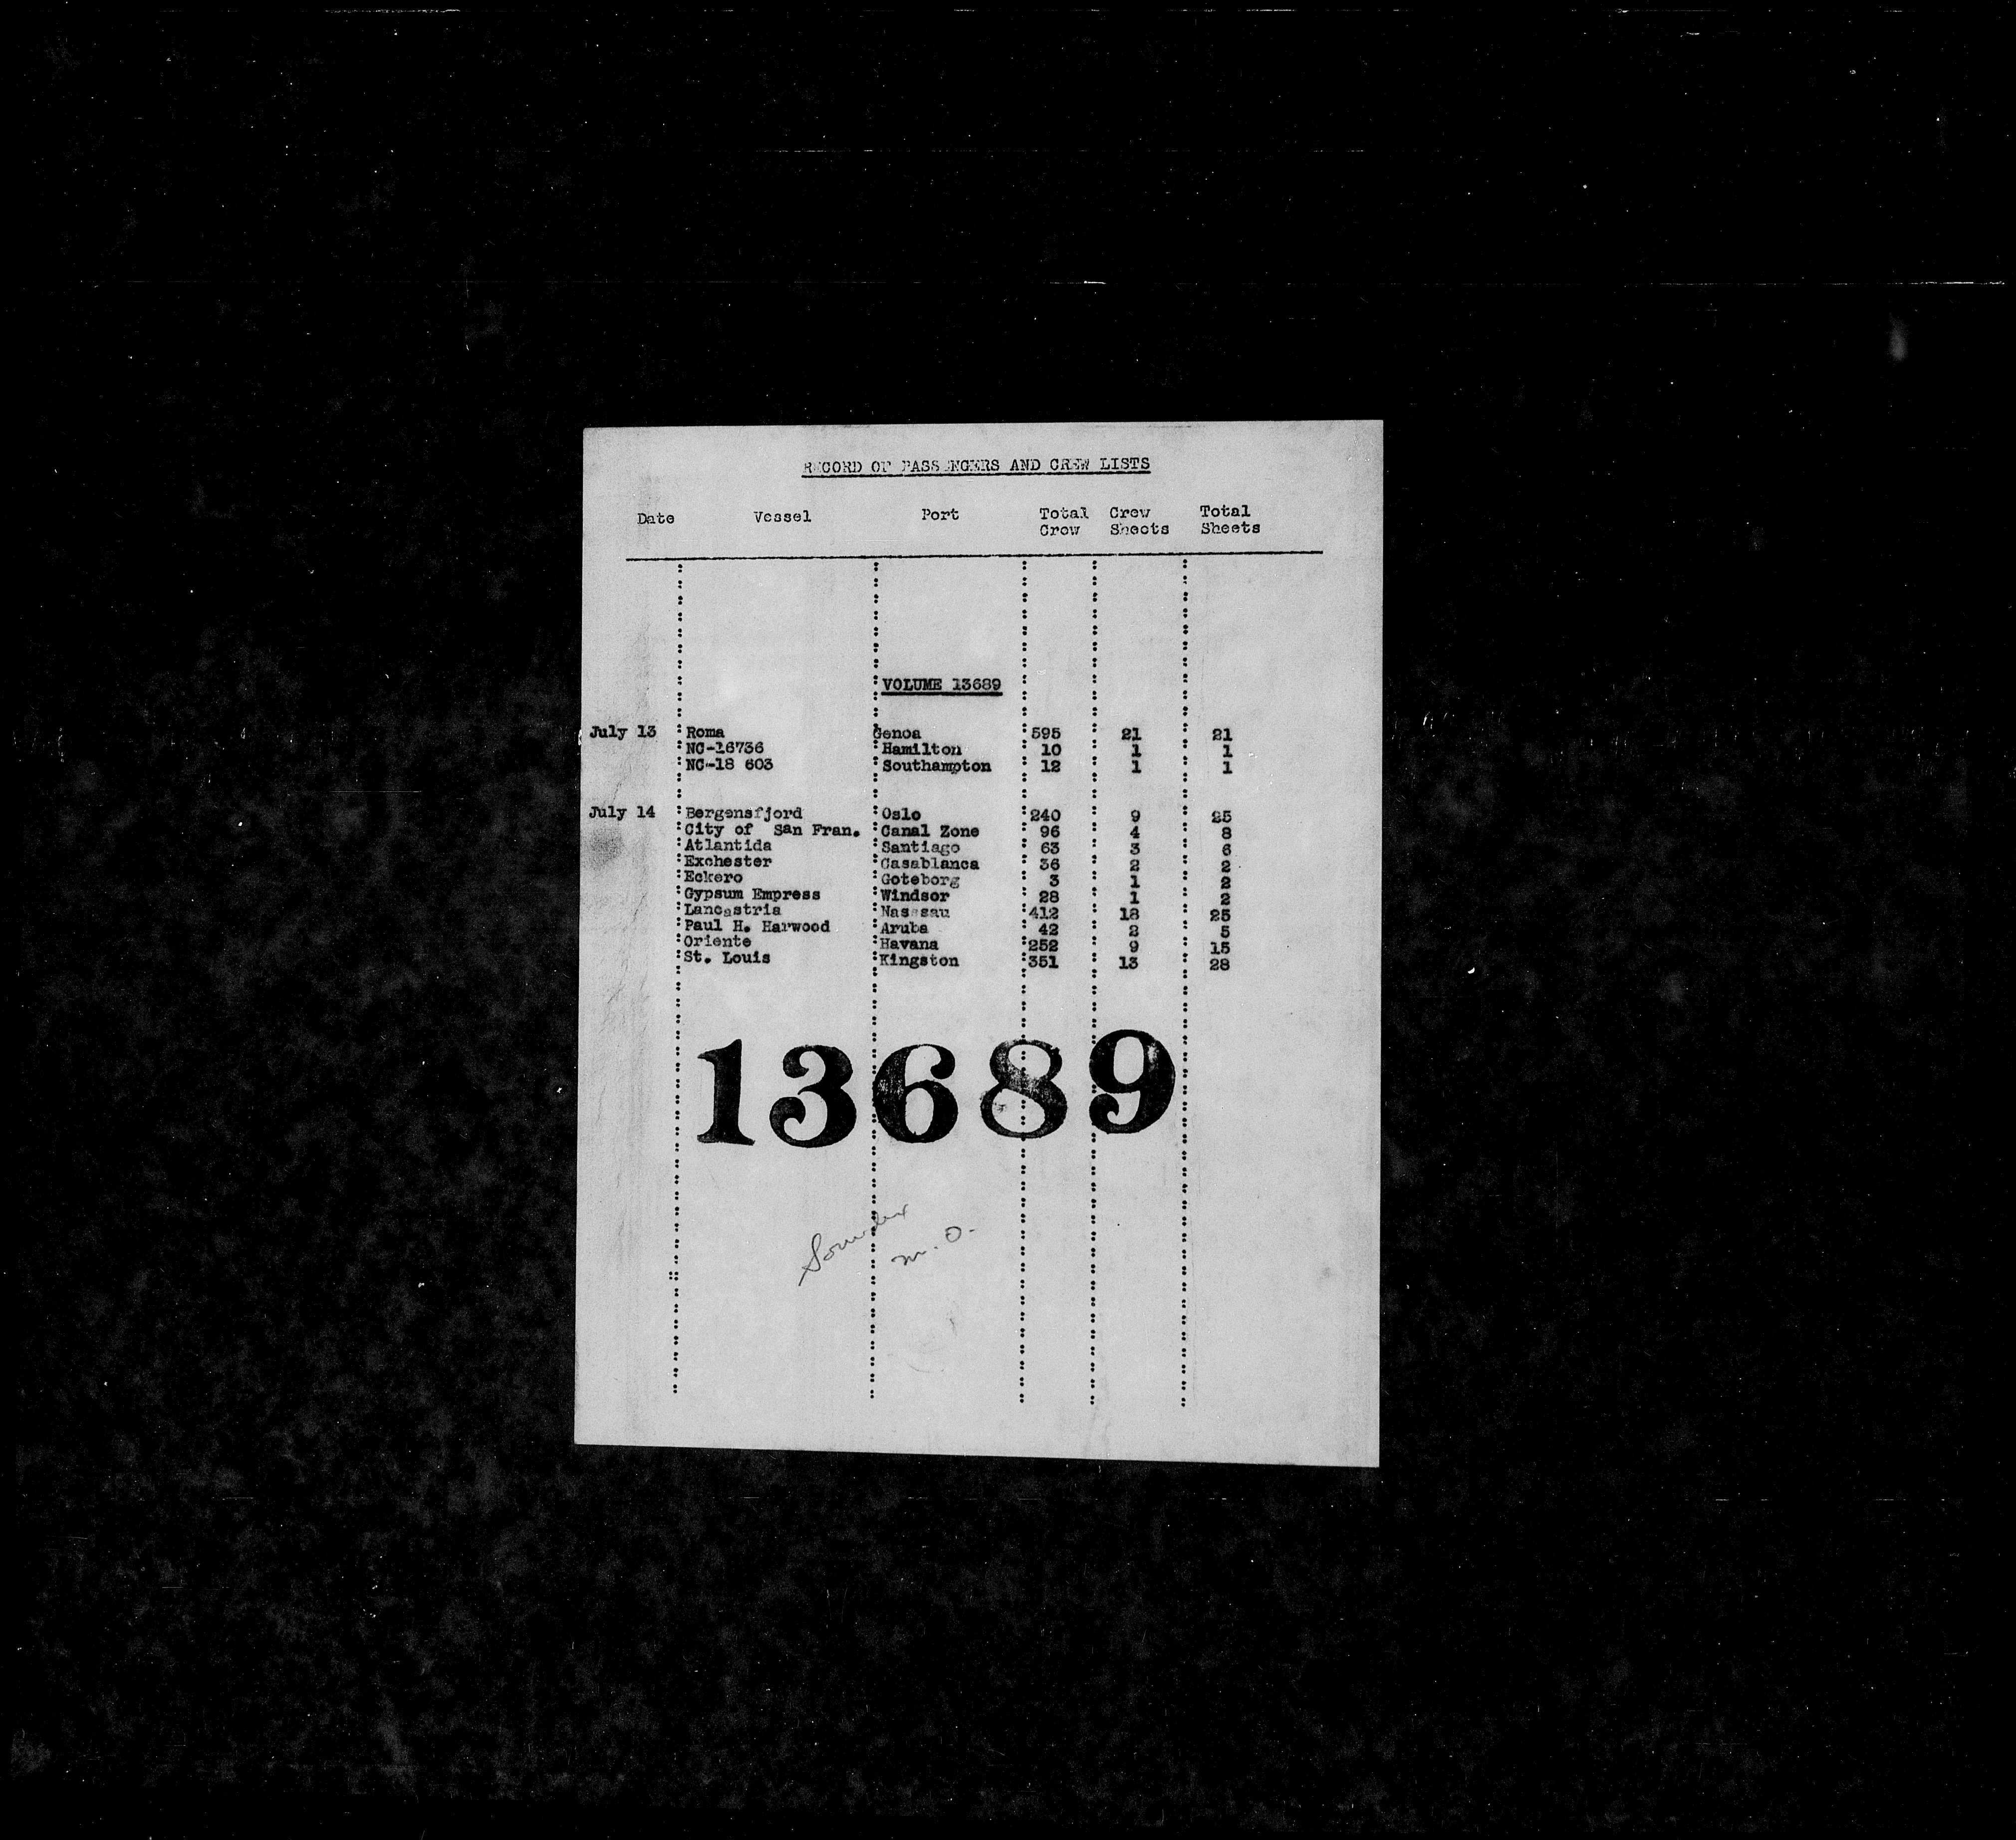 RECORD OF PASSENGERS AND CREW LISTS
Date Vessel Port Total Crew Crew Sheets Total Sheets
VOLUME 13689
July 13 Roma Genoa 595 21 21
NC-16736 Hamilton 10 1 1
NC-18 603 Southampton 12 1 1
July 14 Bergensfjord Oslo 240 9 25
City of San Fran. Canal Zone 96 4 8
Atlantida Santiago 63 3 6
Exchester Casablanca 36 2 2
Eckero Goteborg 3 1 2
Gypsum Empress Windsor 28 1 2
Lancastria Nasssau 412 18 25
Paul H. Harwood Aruba 42 2 5
Oriente Havana 252 9 15
St. Louis Kingston 351 13 28
13689
m. O.